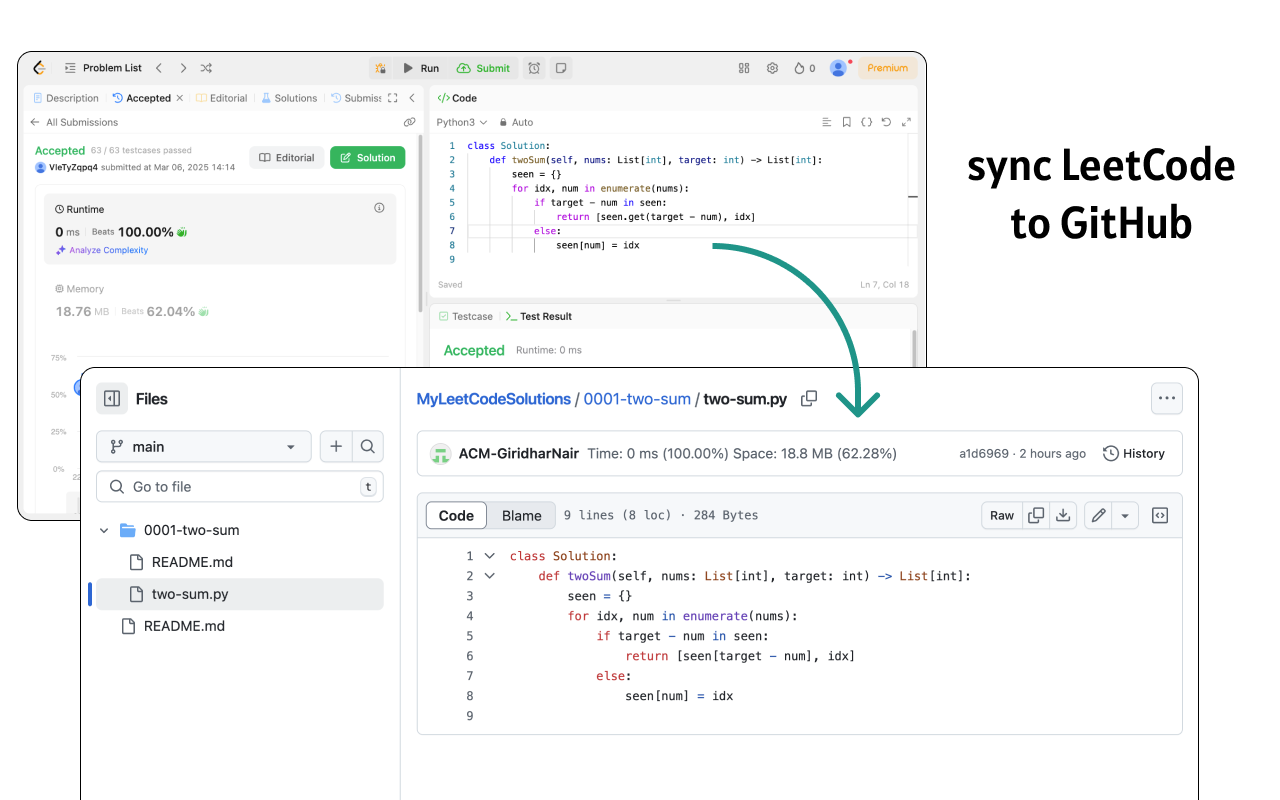 Problem List
Run
Submit
0
Premium
Description
Accepted
Editorial
Solutions
Submiss
Code
All Submissions
Python3
Auto
Accepted 63 / 63 testcases passed
VleTyZqpq4 submitted at Mar 06, 2025 14:14
Editorial
Solution
Runtime
0 ms | Beats 100.00%
Analyze Complexity
Memory
18.76 MB | Beats 62.04%
75%
50%
25%
0%
1 class Solution:
2 def twoSum(self, nums: List[int], target: int) -> List[int]:
3 seen = {}
4 for idx, num in enumerate(nums):
5 if target - num in seen:
6 return [seen.get(target - num), idx]
7 else:
8 seen[num] = idx
9
Saved
Ln 7, Col 18
Testcase
Test Result
Accepted Runtime: 0 ms
sync LeetCode
to GitHub
Files
main
Go to file
t
0001-two-sum
README.md
two-sum.py
README.md
MyLeetCodeSolutions / 0001-two-sum / two-sum.py
ACM-GiridharNair Time: 0 ms (100.00%) Space: 18.8 MB (62.28%)
a1d6969 · 2 hours ago
History
Code
Blame
9 lines (8 loc) · 284 Bytes
Raw
1 class Solution:
2 def twoSum(self, nums: List[int], target: int) -> List[int]:
3 seen = {}
4 for idx, num in enumerate(nums):
5 if target - num in seen:
6 return [seen[target - num], idx]
7 else:
8 seen[num] = idx
9